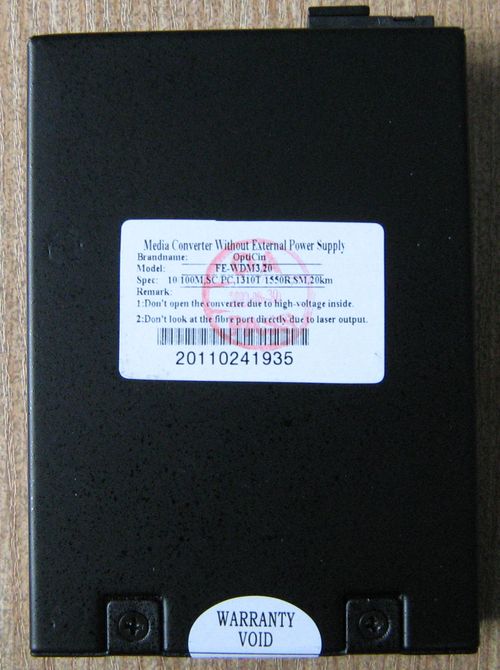 Media Converter Without External Power Supply
Brandname: OptiCin
Model: FE-WDM3,20
Spec: 10 100M,SC PC,1310T 1550R,SM,20km
Remark:
1:Don't open the converter due to high-voltage inside.
2:Don't look at the fibre port directly due to laser output.
20110241935
WARRANTY
VOID